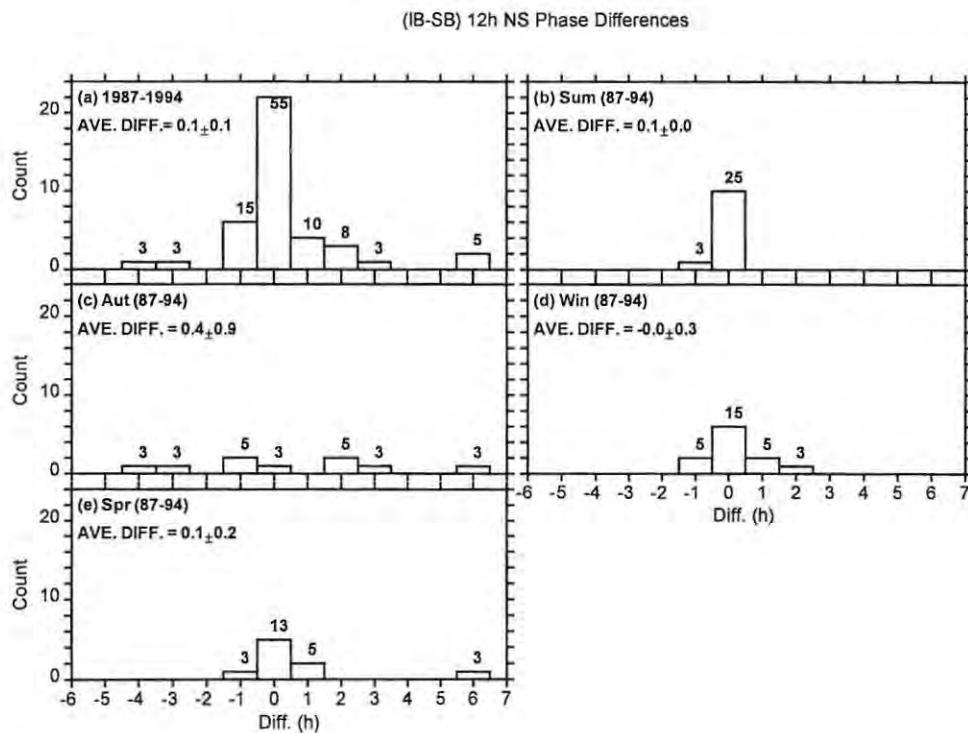 (IB-SB) 12h NS Phase Differences
(a) 1987-1994
AVE. DIFF.= 0.1±0.1
Count
20
10
0
3
3
15
55
10
8
3
5
(b) Sum (87-94)
AVE. DIFF. = 0.1±0.0
3
25
(c) Aut (87-94)
AVE. DIFF. = 0.4±0.9
Count
20
10
0
3
3
5
3
5
3
3
(d) Win (87-94)
AVE. DIFF. = -0.0±0.3
5
15
5
3
-6 -5 -4 -3 -2 -1 0 1 2 3 4 5 6 7
Diff. (h)
(e) Spr (87-94)
AVE. DIFF. = 0.1±0.2
Count
20
10
0
3
13
5
3
-6 -5 -4 -3 -2 -1 0 1 2 3 4 5 6 7
Diff. (h)